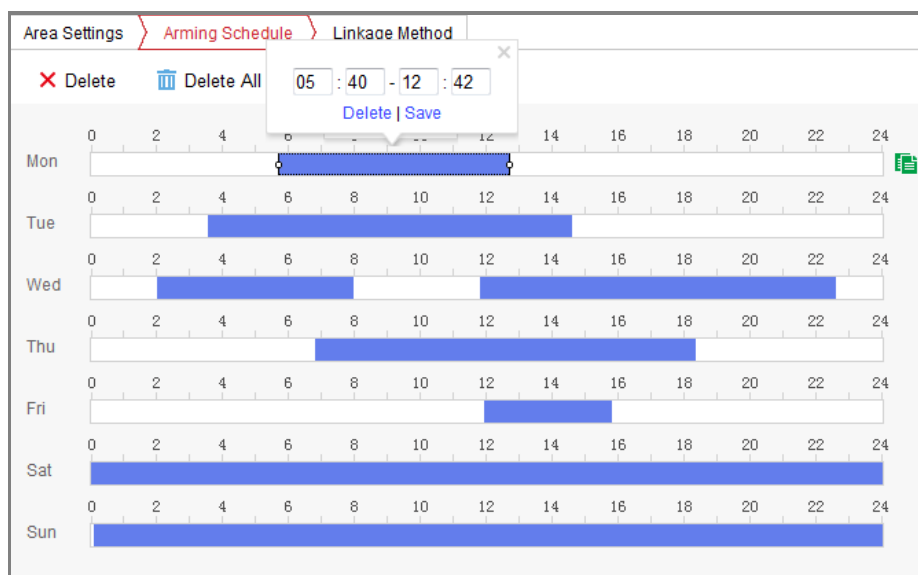 Area Settings Arming Schedule Linkage Method
Delete Delete All
05 : 40 - 12 : 42
Delete | Save
0 2 4 6 12 14 16 18 20 22 24
Mon
0 2 4 6 8 10 12 14 16 18 20 22 24
Tue
0 2 4 6 8 10 12 14 16 18 20 22 24
Wed
0 2 4 6 8 10 12 14 16 18 20 22 24
Thu
0 2 4 6 8 10 12 14 16 18 20 22 24
Fri
0 2 4 6 8 10 12 14 16 18 20 22 24
Sat
0 2 4 6 8 10 12 14 16 18 20 22 24
Sun